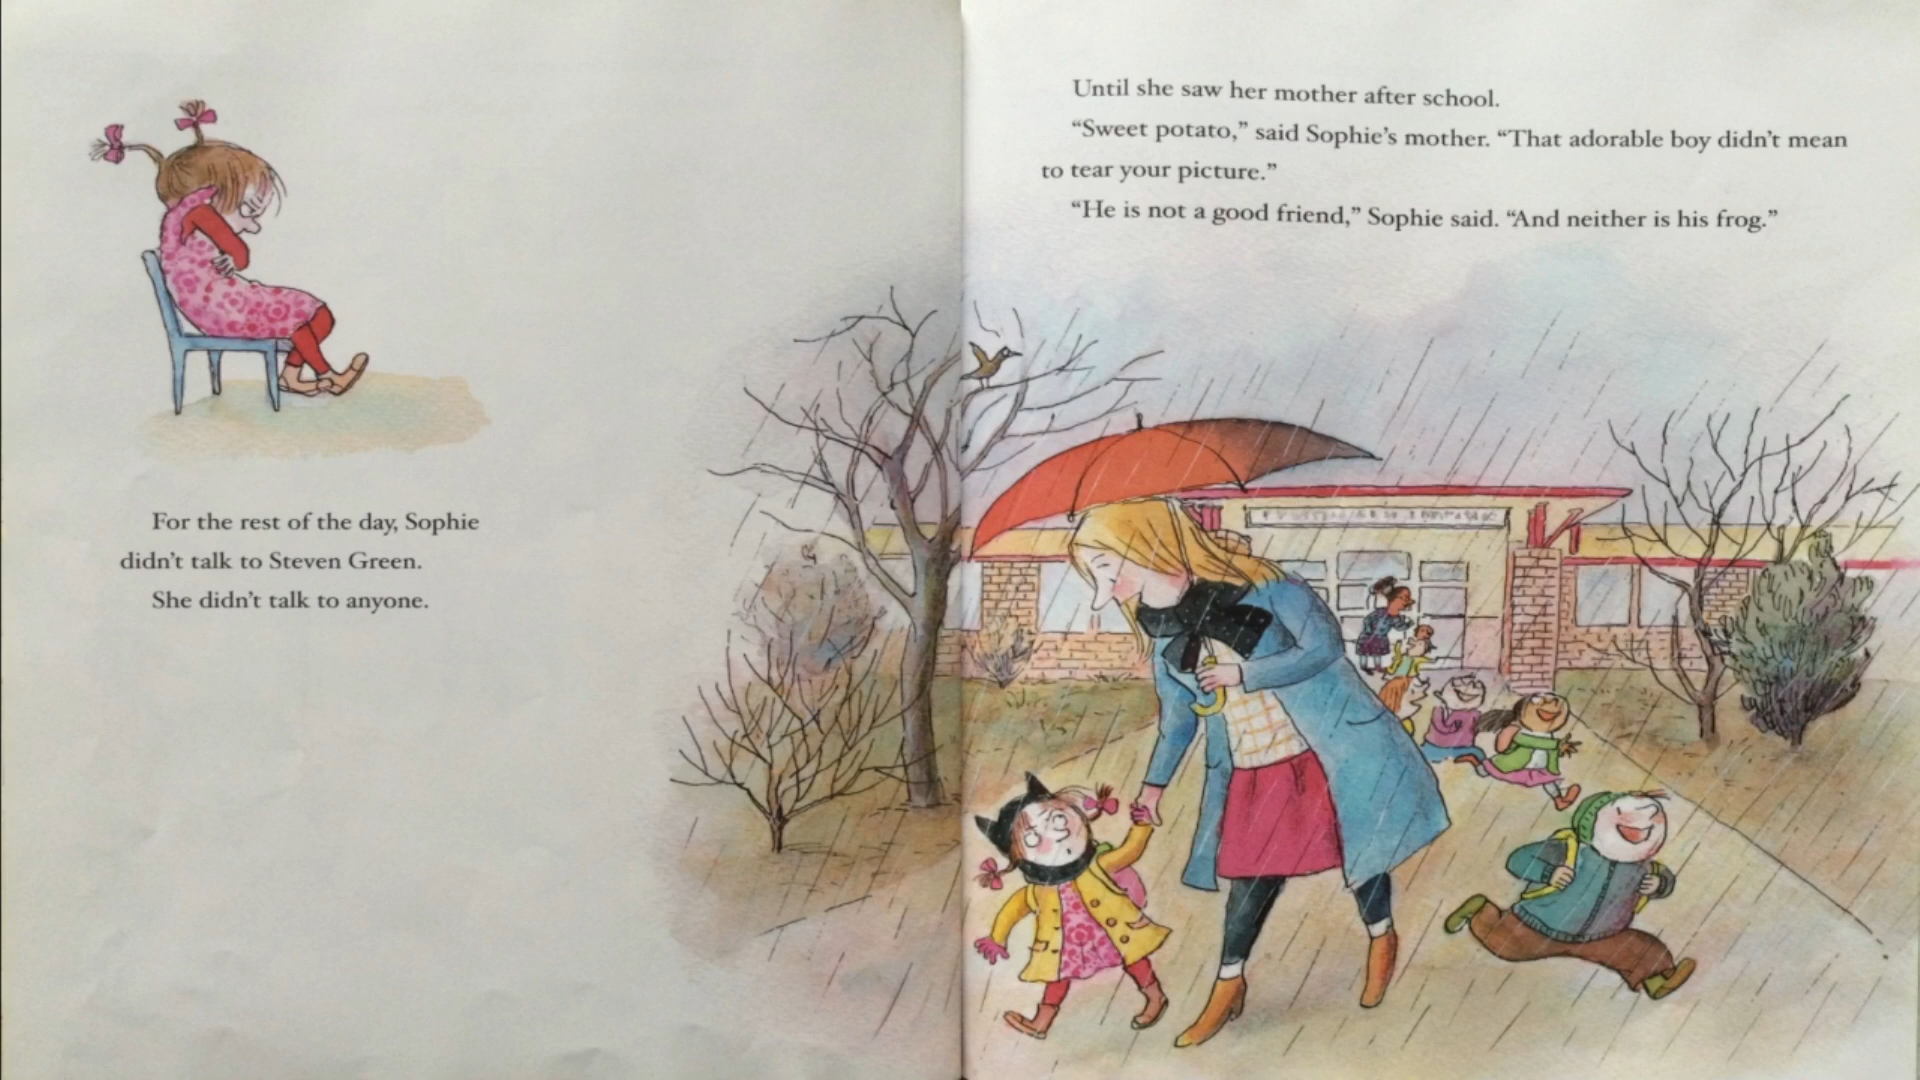 For the rest of the day, Sophie
didn't talk to Steven Green.
She didn't talk to anyone.
Until she saw her mother after school.
“Sweet potato,” said Sophie's mother. “That adorable boy didn't mean
to tear your picture.”
“He is not a good friend,” Sophie said. “And neither is his frog.”